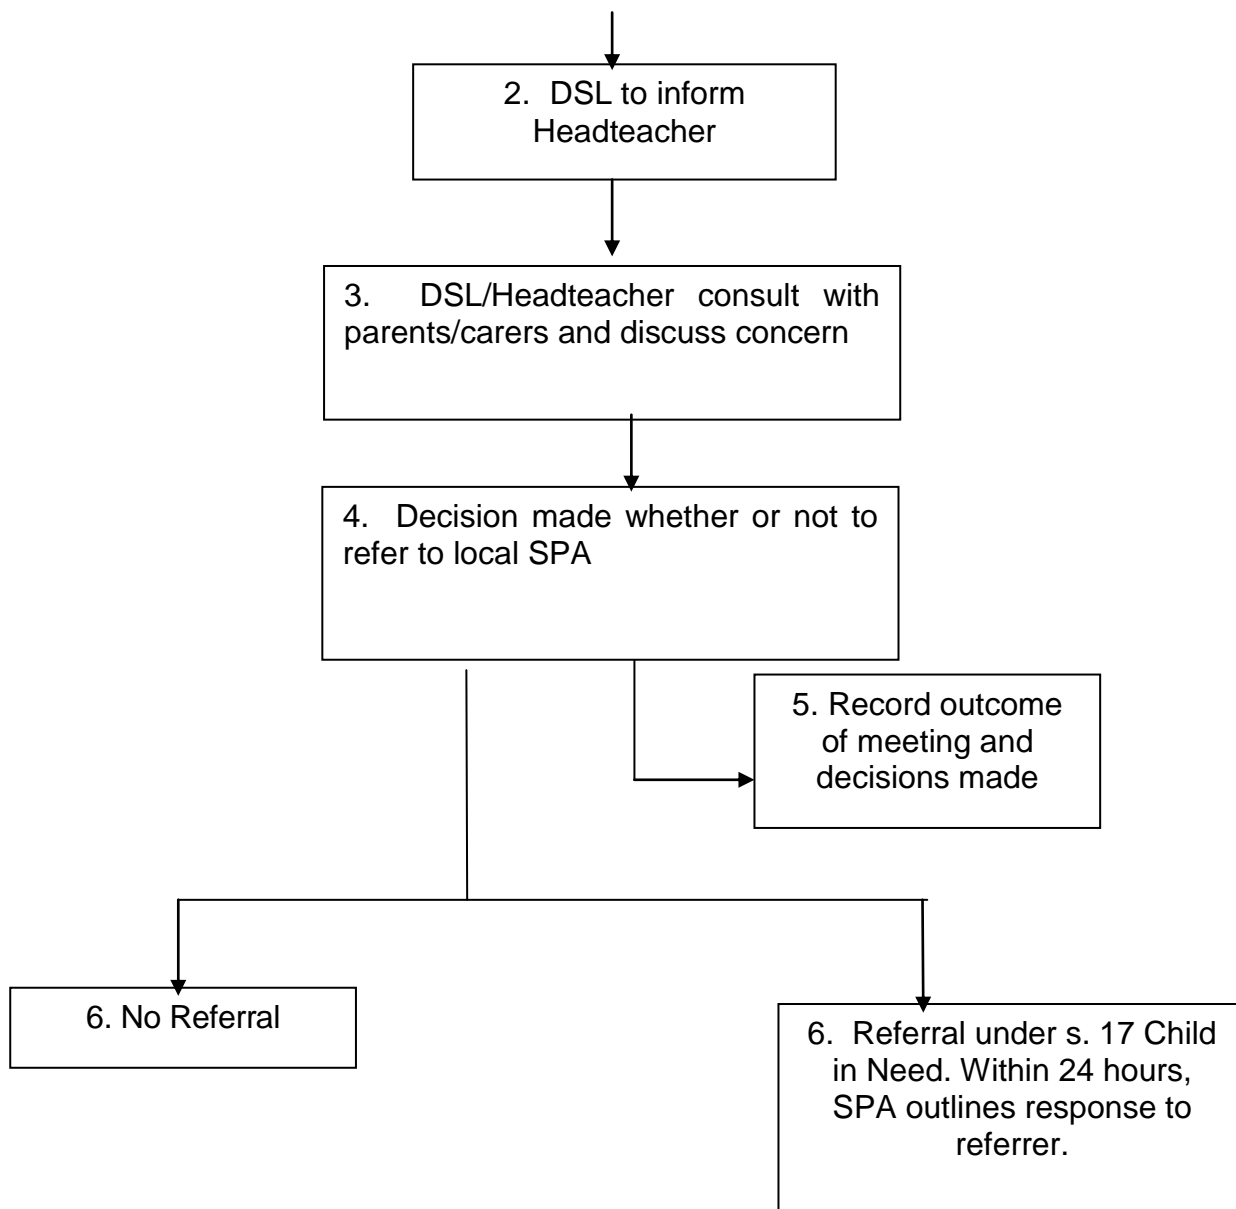 2. DSL to inform
Headteacher
3. DSL/Headteacher consult with
parents/carers and discuss concern
4. Decision made whether or not to
refer to local SPA
5. Record outcome
of meeting and
decisions made
6. No Referral
6. Referral under s. 17 Child
in Need. Within 24 hours,
SPA outlines response to
referrer.